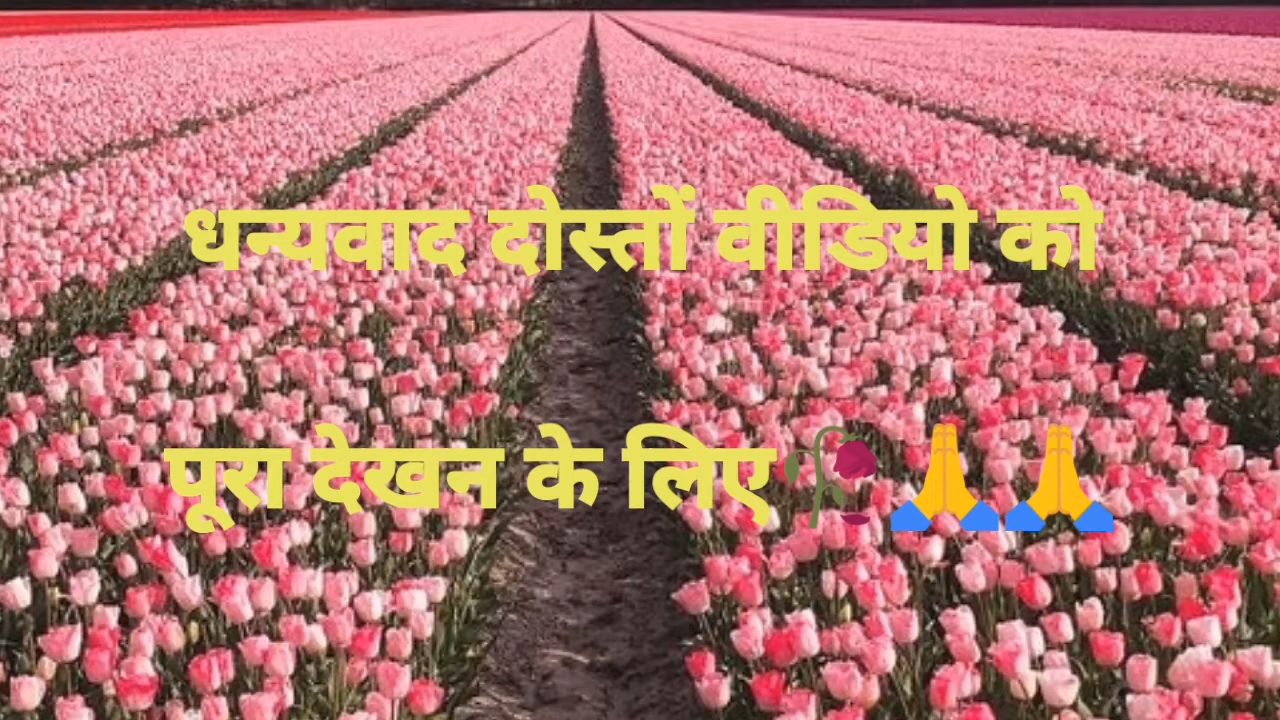 धन्यवाद दोस्तों वीडियो को
पूरा देखन के लिए🥀🙏🙏